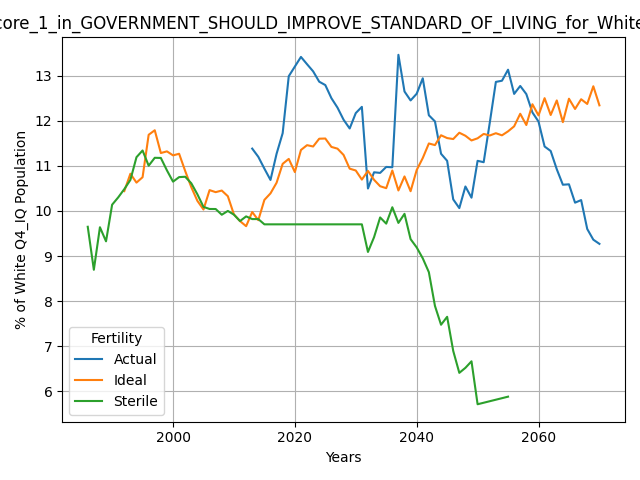 core_1_in_GOVERNMENT_SHOULD_IMPROVE_STANDARD_OF_LIVING_for_White
% of White Q4_IQ Population
13
12
11
10
9
8
7
6
Fertility
Actual
Ideal
Sterile
2000
2020
2040
2060
Years